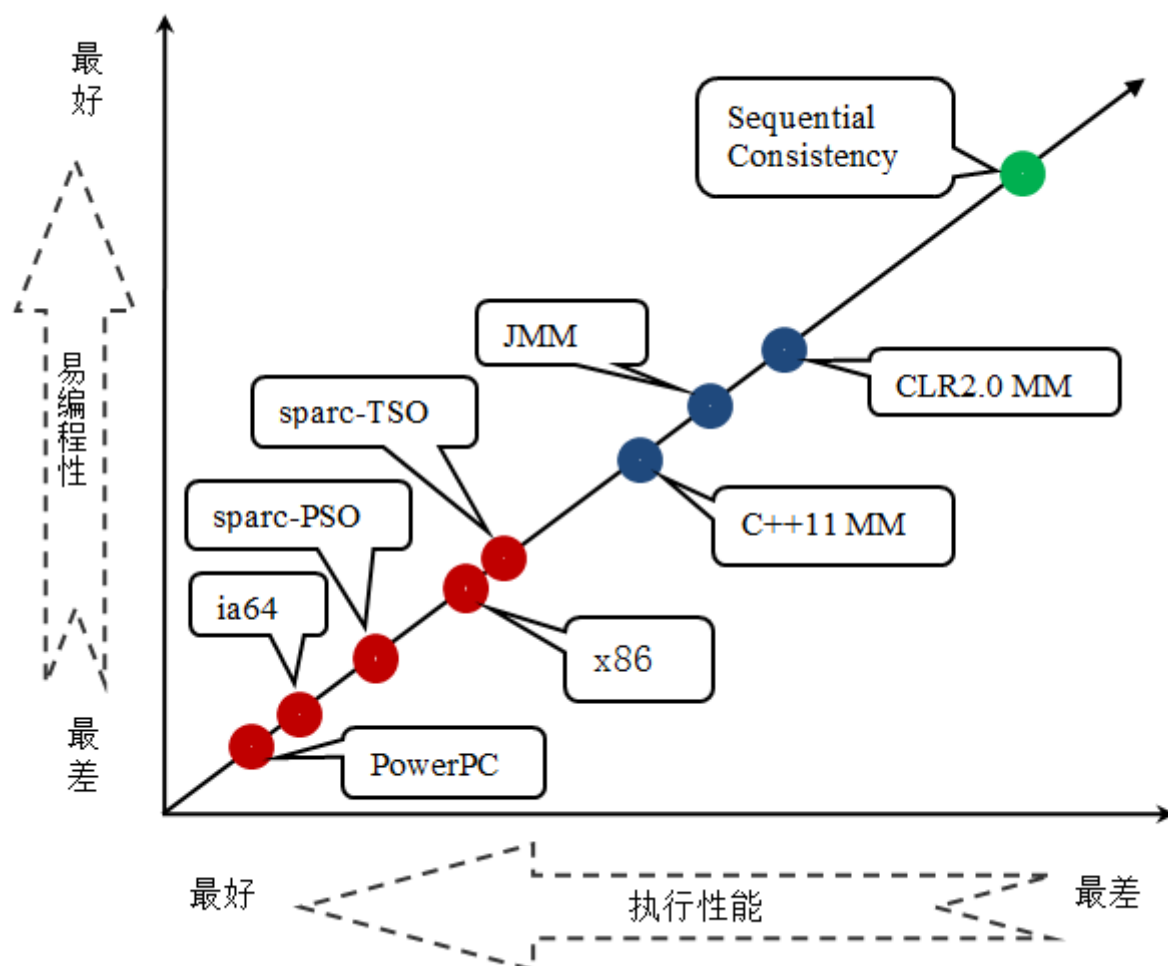 最好
Sequential
Consistency
JMM
CLR2.0 MM
sparc-TSO
易编程性
sparc-PSO
C++11 MM
ia64
x86
最差
PowerPC
最好
执行性能
最差